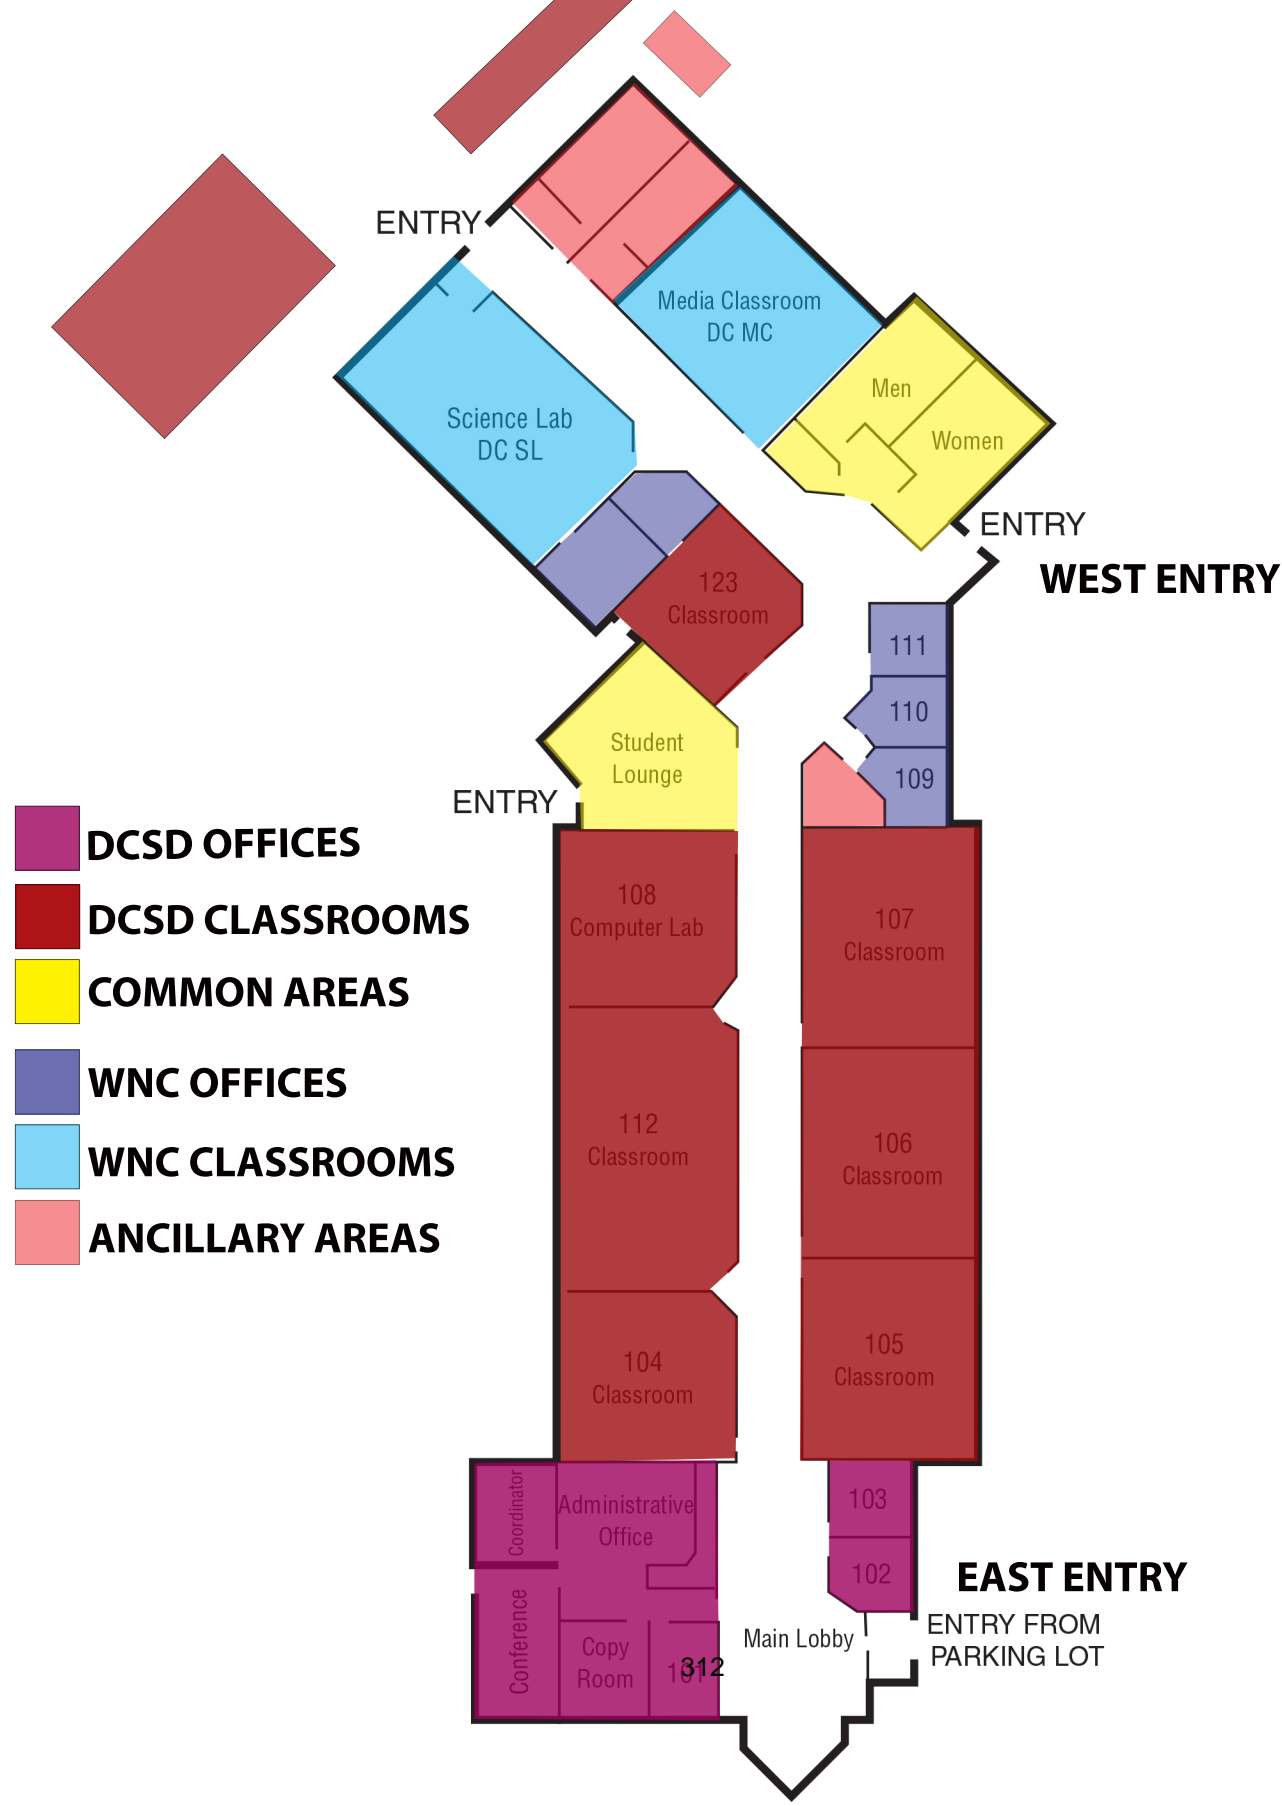 ENTRY
Media Classroom
DC MC
Men
Women
Science Lab
DC SL
ENTRY
WEST ENTRY
123
Classroom
111
110
109
Student
Lounge
ENTRY
DCSD OFFICES
DCSD CLASSROOMS
COMMON AREAS
WNC OFFICES
WNC CLASSROOMS
ANCILLARY AREAS
108
Computer Lab
107
Classroom
112
Classroom
106
Classroom
104
Classroom
105
Classroom
Coordinator
Administrative
Office
103
102
EAST ENTRY
ENTRY FROM
PARKING LOT
Main Lobby
Conference
Copy
Room
101
312